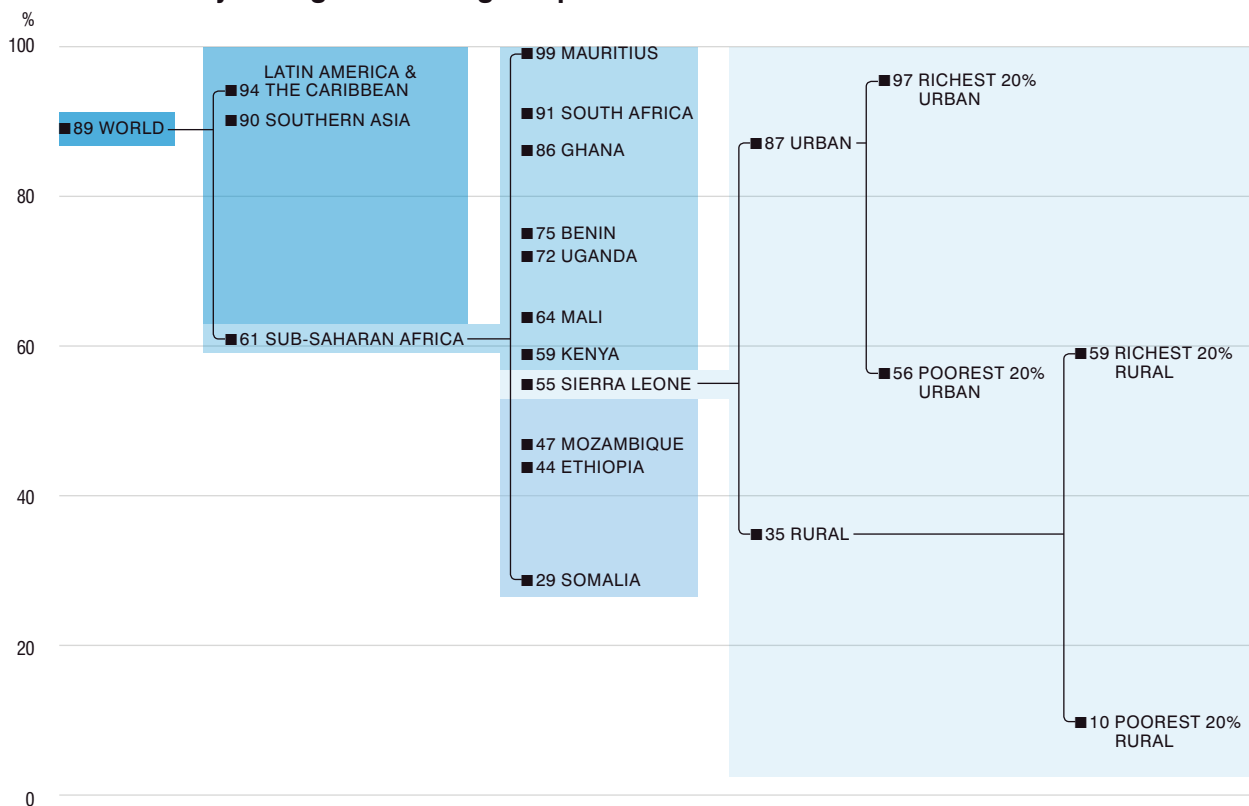 %
100
80
60
40
20
0
89 WORLD
LATIN AMERICA &
94 THE CARIBBEAN
90 SOUTHERN ASIA
61 SUB-SAHARAN AFRICA
99 MAURITIUS
91 SOUTH AFRICA
86 GHANA
75 BENIN
72 UGANDA
64 MALI
59 KENYA
55 SIERRA LEONE
47 MOZAMBIQUE
44 ETHIOPIA
29 SOMALIA
87 URBAN
35 RURAL
97 RICHEST 20%
URBAN
56 POOREST 20%
URBAN
59 RICHEST 20%
RURAL
10 POOREST 20%
RURAL